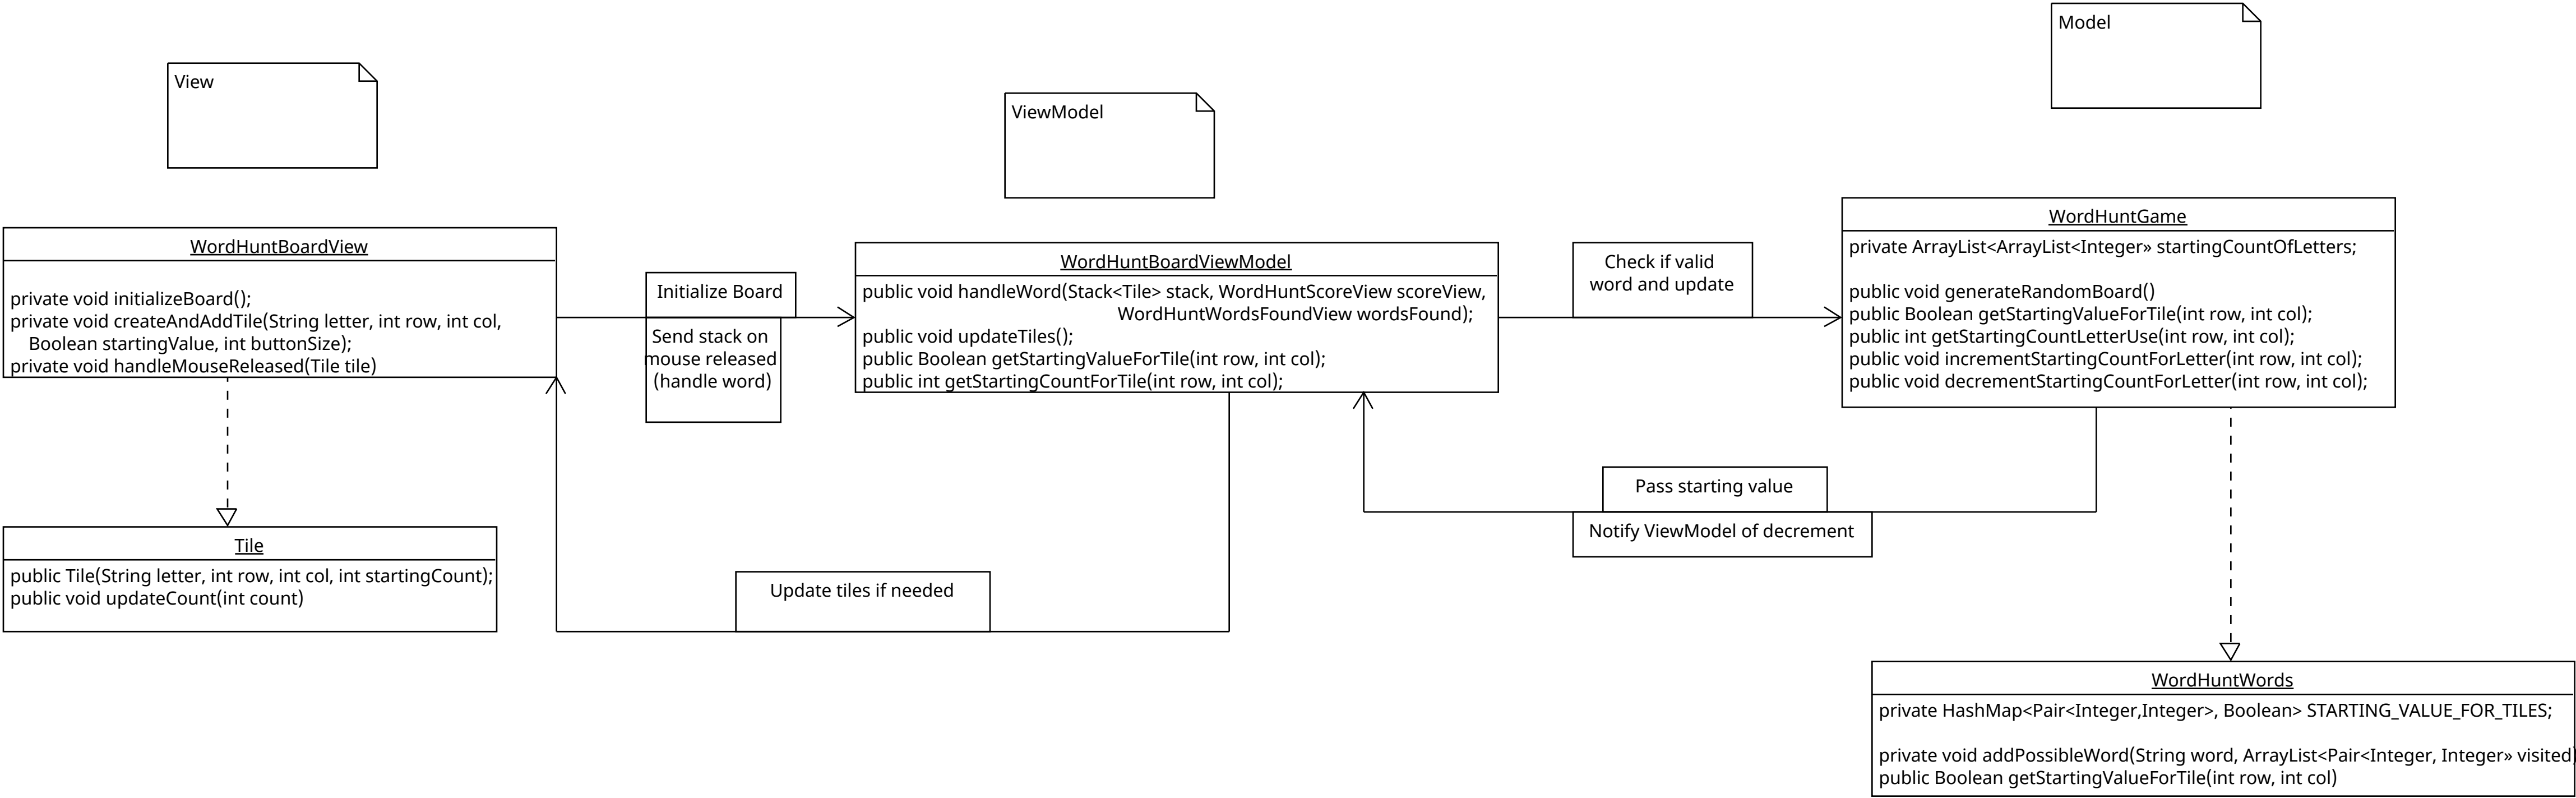 View
ViewModel
Model
WordHuntBoardView
private void initializeBoard();
private void createAndAddTile(String letter, int row, int col,
Boolean startingValue, int buttonSize);
private void handleMouseReleased(Tile tile)
Initialize Board
Send stack on
mouse released
(handle word)
WordHuntBoardViewModel
public void handleWord(Stack<Tile> stack, WordHuntScoreView scoreView,
WordHuntWordsFoundView wordsFound);
public void updateTiles();
public Boolean getStartingValueForTile(int row, int col);
public int getStartingCountForTile(int row, int col);
Check if valid
word and update
WordHuntGame
private ArrayList<ArrayList<Integer» startingCountOfLetters;
public void generateRandomBoard()
public Boolean getStartingValueForTile(int row, int col);
public int getStartingCountLetterUse(int row, int col);
public void incrementStartingCountForLetter(int row, int col);
public void decrementStartingCountForLetter(int row, int col);
Pass starting value
Notify ViewModel of decrement
Tile
public Tile(String letter, int row, int col, int startingCount);
public void updateCount(int count)
Update tiles if needed
WordHuntWords
private HashMap<Pair<Integer,Integer>, Boolean> STARTING_VALUE_FOR_TILES;
private void addPossibleWord(String word, ArrayList<Pair<Integer, Integer» visited)
public Boolean getStartingValueForTile(int row, int col)